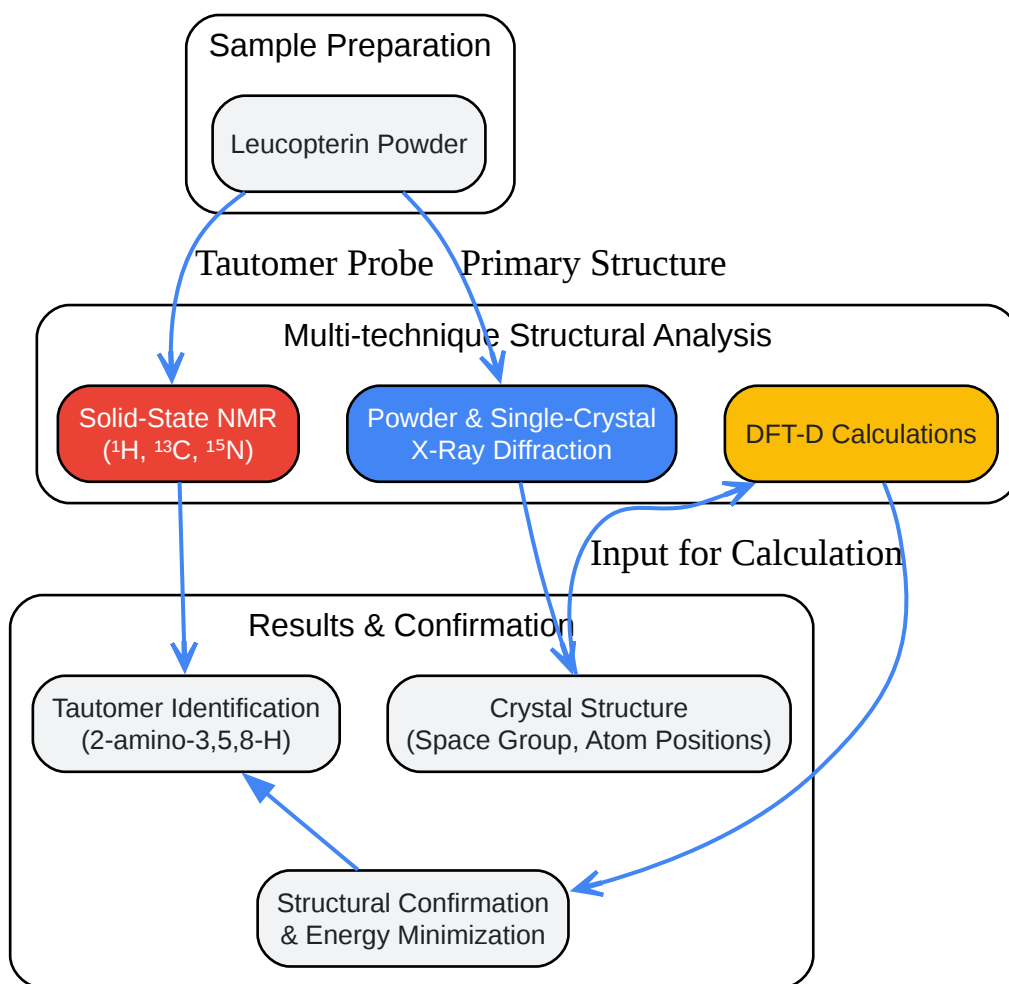 Sample Preparation
Leucopterin Powder
Tautomer Probe
Primary Structure
Multi-technique Structural Analysis
Solid-State NMR
(¹H, ¹³C, ¹⁵N)
Powder & Single-Crystal
X-Ray Diffraction
DFT-D Calculations
Input for Calculation
Results & Confirmation
Tautomer Identification
(2-amino-3,5,8-H)
Crystal Structure
(Space Group, Atom Positions)
Structural Confirmation
& Energy Minimization